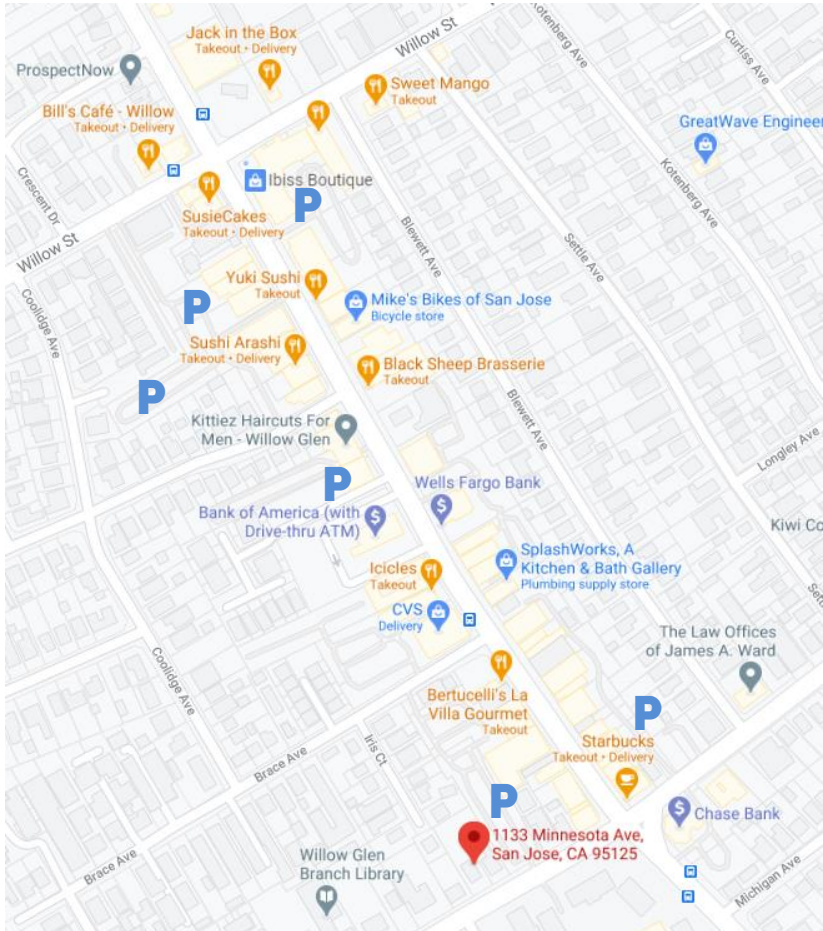 Jack in the Box
Takeout • Delivery
Willow St
Kotenberg Ave
Curtiss Ave
ProspectNow
Sweet Mango
Takeout
Bill's Café - Willow
Takeout • Delivery
GreatWave Engineer
Crescent Dr
Ibiss Boutique
Kotenberg Ave
P
SusieCakes
Takeout • Delivery
Blewett Ave
Settle Ave
Willow St
Yuki Sushi
Takeout
P
Mike's Bikes of San Jose
Bicycle store
Coolidge Ave
Sushi Arashi
Takeout • Delivery
Black Sheep Brasserie
Takeout
P
Kittiez Haircuts For
Men - Willow Glen
Blewett Ave
Longley Ave
P
Wells Fargo Bank
Bank of America (with
Drive-thru ATM)
$
$
Kiwi Co
SplashWorks, A
Kitchen & Bath Gallery
Plumbing supply store
Icicles
Takeout
CVS
Delivery
Sett
The Law Offices
of James A. Ward
Coolidge Ave
Bertucelli's La
Villa Gourmet
Takeout
P
Iris Ct
Brace Ave
Starbucks
Takeout • Delivery
P
$
Chase Bank
1133 Minnesota Ave,
San Jose, CA 95125
Willow Glen
Branch Library
Brace Ave
Michigan Ave